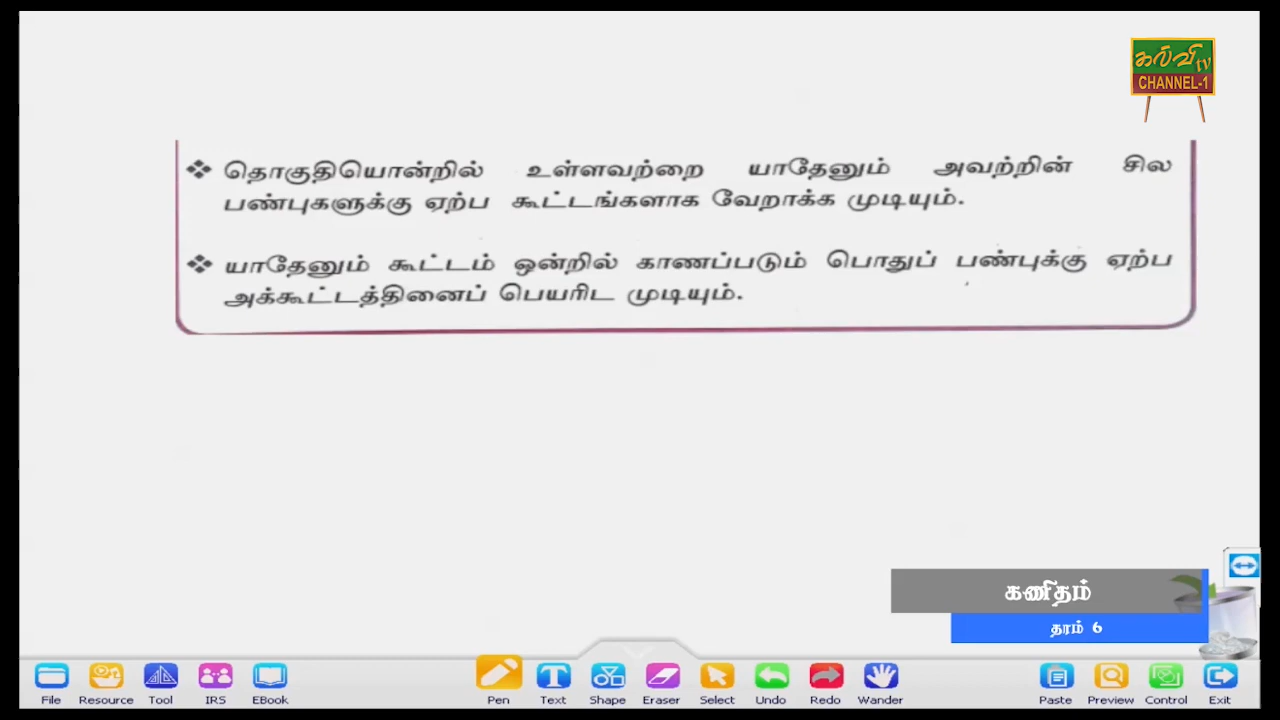 கல்வி TV
CHANNEL-1
❖ தொகுதியொன்றில் உள்ளவற்றை யாதேனும் அவற்றின் சில
பண்புகளுக்கு ஏற்ப கூட்டங்களாக வேறாக்க முடியும்.
❖ யாதேனும் கூட்டம் ஒன்றில் காணப்படும் பொதுப் பண்புக்கு ஏற்ப
அக்கூட்டத்தினைப் பெயரிட முடியும்.
கணிதம்
தரம் 6
File Resource Tool IRS EBook Pen Text Shape Eraser Select Undo Redo Wander Paste Preview Control Exit